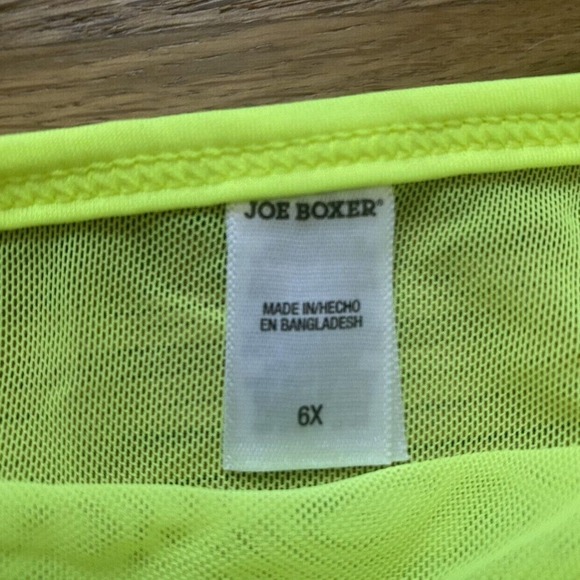 JOE BOXER®
MADE IN/HECHO
EN BANGLADESH
6X